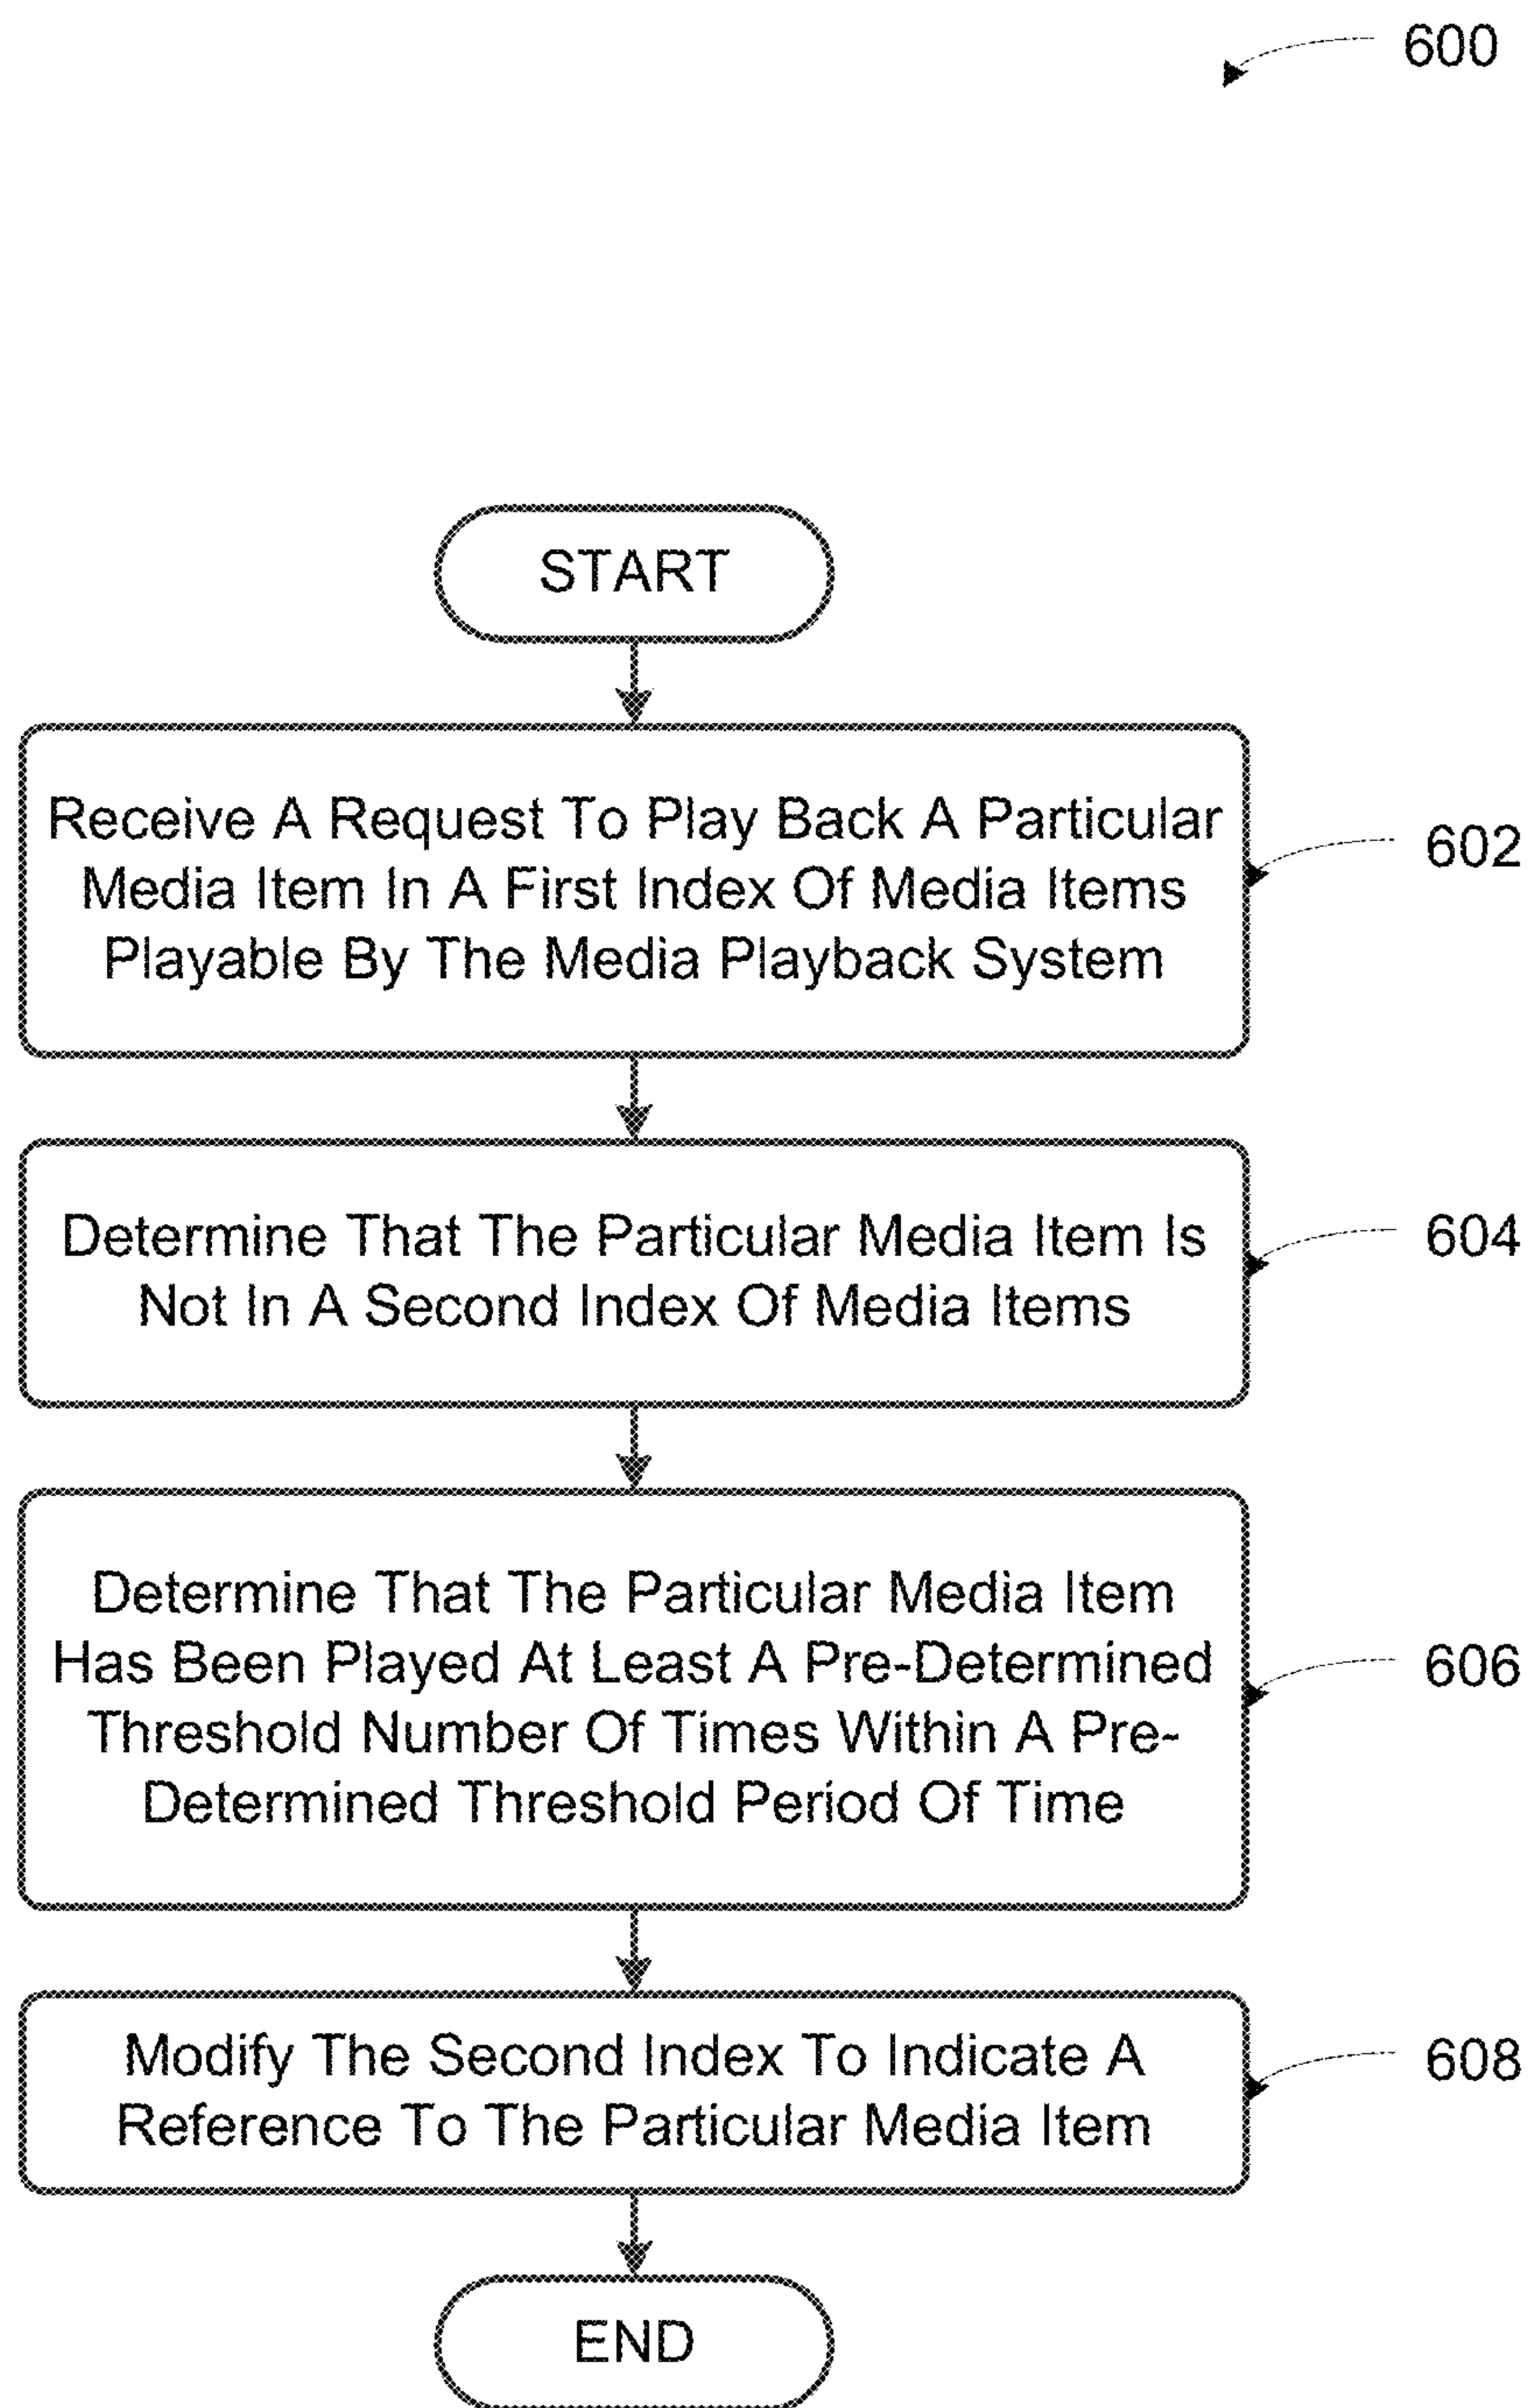 600
START
Receive A Request To Play Back A Particular
Media Item In A First Index Of Media Items
Playable By The Media Playback System
602
Determine That The Particular Media Item Is
Not In A Second Index Of Media Items
604
Determine That The Particular Media Item
Has Been Played At Least A Pre-Determined
Threshold Number Of Times Within A Pre-
Determined Threshold Period Of Time
606
Modify The Second Index To Indicate A
Reference To The Particular Media Item
608
END